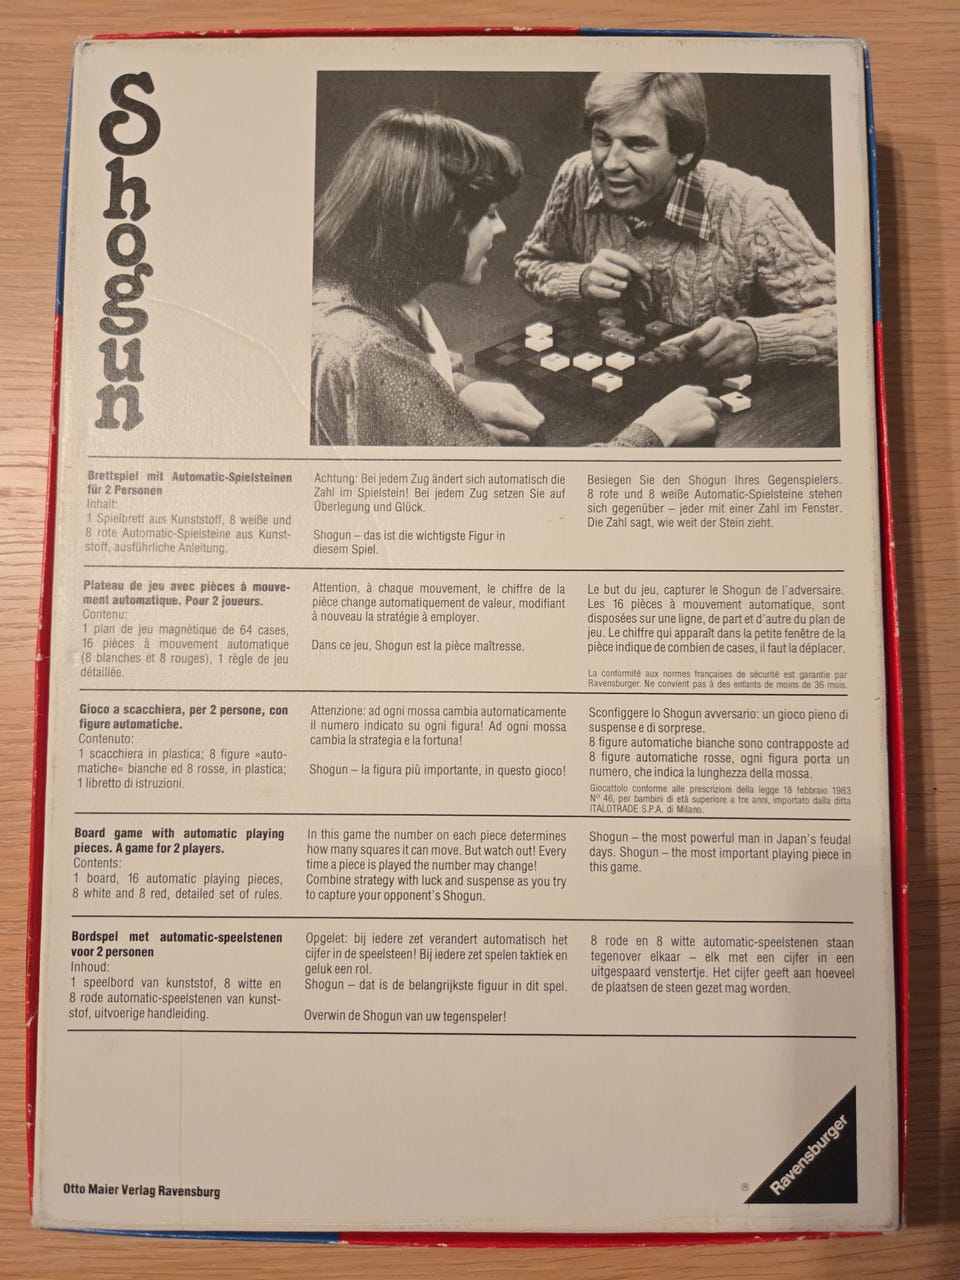 Shogun
Brettspiel mit Automatic-Spielsteinen
für 2 Personen
Inhalt:
1 Spielbrett aus Kunststoff, 8 weiße und
8 rote Automatic-Spielsteine aus Kunst-
stoff, ausführliche Anleitung.
Achtung: Bei jedem Zug ändert sich automatisch die
Zahl im Spielstein! Bei jedem Zug setzen Sie auf
Überlegung und Glück.
Shogun – das ist die wichtigste Figur in
diesem Spiel.
Besiegen Sie den Shogun Ihres Gegenspielers.
8 rote und 8 weiße Automatic-Spielsteine stehen
sich gegenüber – jeder mit einer Zahl im Fenster.
Die Zahl sagt, wie weit der Stein zieht.
Plateau de jeu avec pièces à mouve-
ment automatique. Pour 2 joueurs.
Contenu:
1 plan de jeu magnétique de 64 cases,
16 pièces à mouvement automatique
(8 blanches et 8 rouges), 1 règle de jeu
détaillée.
Attention, à chaque mouvement, le chiffre de la
pièce change automatiquement de valeur, modifiant
à nouveau la stratégie à employer.
Dans ce jeu, Shogun est la pièce maîtresse.
Le but du jeu, capturer le Shogun de l'adversaire.
Les 16 pièces à mouvement automatique, sont
disposées sur une ligne, de part et d'autre du plan de
jeu. Le chiffre qui apparaît dans la petite fenêtre de la
pièce indique de combien de cases, il faut la déplacer.
La conformité aux normes françaises de sécurité est garantie par
Ravensburger. Ne convient pas à des enfants de moins de 36 mois.
Gioco a scacchiera, per 2 persone, con
figure automatiche.
Contenuto:
1 scacchiera in plastica; 8 figure »auto-
matiche« bianche ed 8 rosse, in plastica;
1 libretto di istruzioni.
Attenzione: ad ogni mossa cambia automaticamente
il numero indicato su ogni figura! Ad ogni mossa
cambia la strategia e la fortuna!
Shogun – la figura più importante, in questo gioco!
Sconfiggere lo Shogun avversario: un gioco pieno di
suspense e di sorprese.
8 figure automatiche bianche sono contrapposte ad
8 figure automatiche rosse, ogni figura porta un
numero, che indica la lunghezza della mossa.
Giocattolo conforme alle prescrizioni della legge 18 febbraio 1983
N° 46, per bambini di età superiore a tre anni, importato dalla ditta
ITALOTRADE S.P.A. di Milano.
Board game with automatic playing
pieces. A game for 2 players.
Contents:
1 board, 16 automatic playing pieces,
8 white and 8 red, detailed set of rules.
In this game the number on each piece determines
how many squares it can move. But watch out! Every
time a piece is played the number may change!
Combine strategy with luck and suspense as you try
to capture your opponent's Shogun.
Shogun – the most powerful man in Japan's feudal
days. Shogun – the most important playing piece in
this game.
Bordspel met automatic-speelstenen
voor 2 personen
Inhoud:
1 speelbord van kunststof, 8 witte en
8 rode automatic-speelstenen van kunst-
stof, uitvoerige handleiding.
Opgelet: bij iedere zet verandert automatisch het
cijfer in de speelsteen! Bij iedere zet spelen taktiek en
geluk een rol.
Shogun – dat is de belangrijkste figuur in dit spel.
Overwin de Shogun van uw tegenspeler!
8 rode en 8 witte automatic-speelstenen staan
tegenover elkaar – elk met een cijfer in een
uitgespaard venstertje. Het cijfer geeft aan hoeveel
de plaatsen de steen gezet mag worden.
Otto Maier Verlag Ravensburg
® Ravensburger